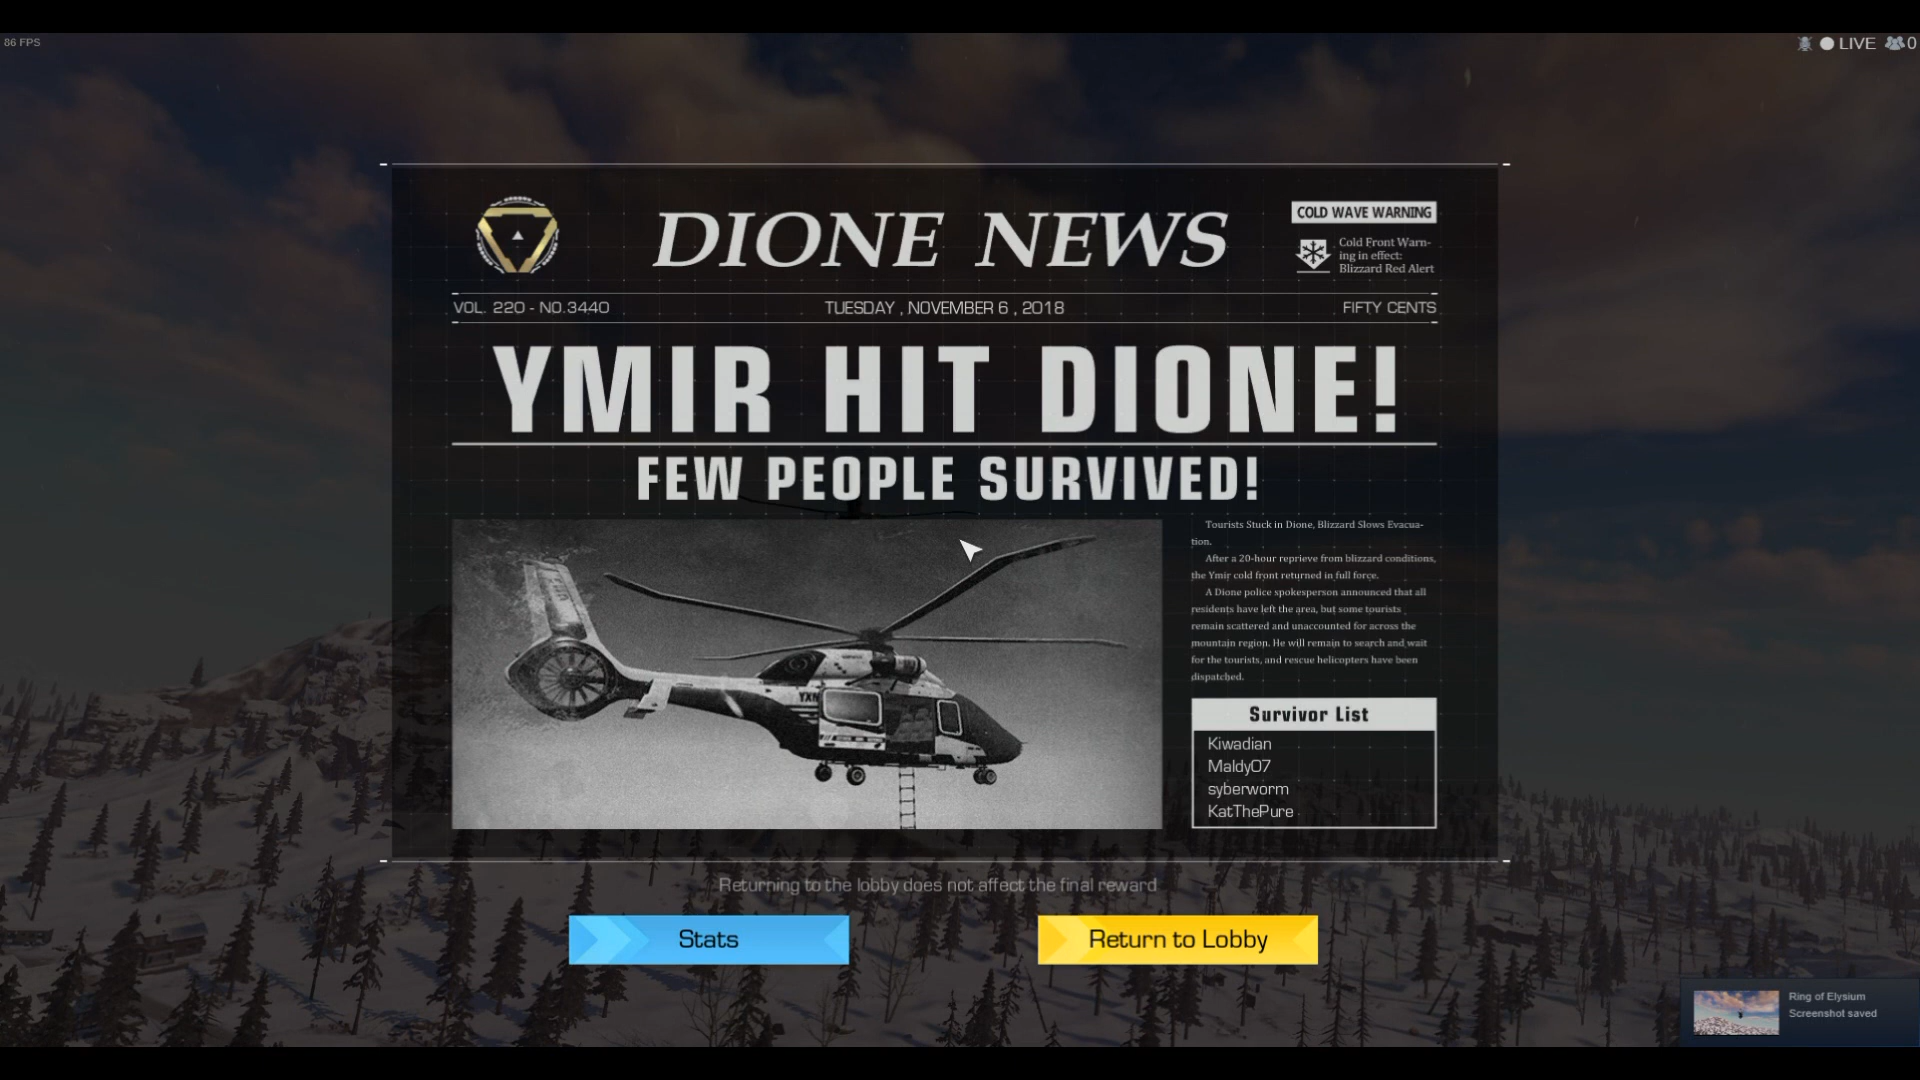 86 FPS
LIVE 0
DIONE NEWS
COLD WAVE WARNING
Cold Front Warn-
ing in effect:
Blizzard Red Alert
VOL. 220 - NO.3440
TUESDAY , NOVEMBER 6 , 2018
FIFTY CENTS
YMIR HIT DIONE!
FEW PEOPLE SURVIVED!
Tourists Stuck in Dione, Blizzard Slows Evacua-
tion.
After a 20-hour reprieve from blizzard conditions,
the Ymir cold front returned in full force.
A Dione police spokesperson announced that all
residents have left the area, but some tourists
remain scattered and unaccounted for across the
mountain region. He will remain to search and wait
for the tourists, and rescue helicopters have been
dispatched.
Survivor List
Kiwadian
Maldy07
syberworm
KatThePure
Returning to the lobby does not affect the final reward
Stats
Return to Lobby
Ring of Elysium
Screenshot saved